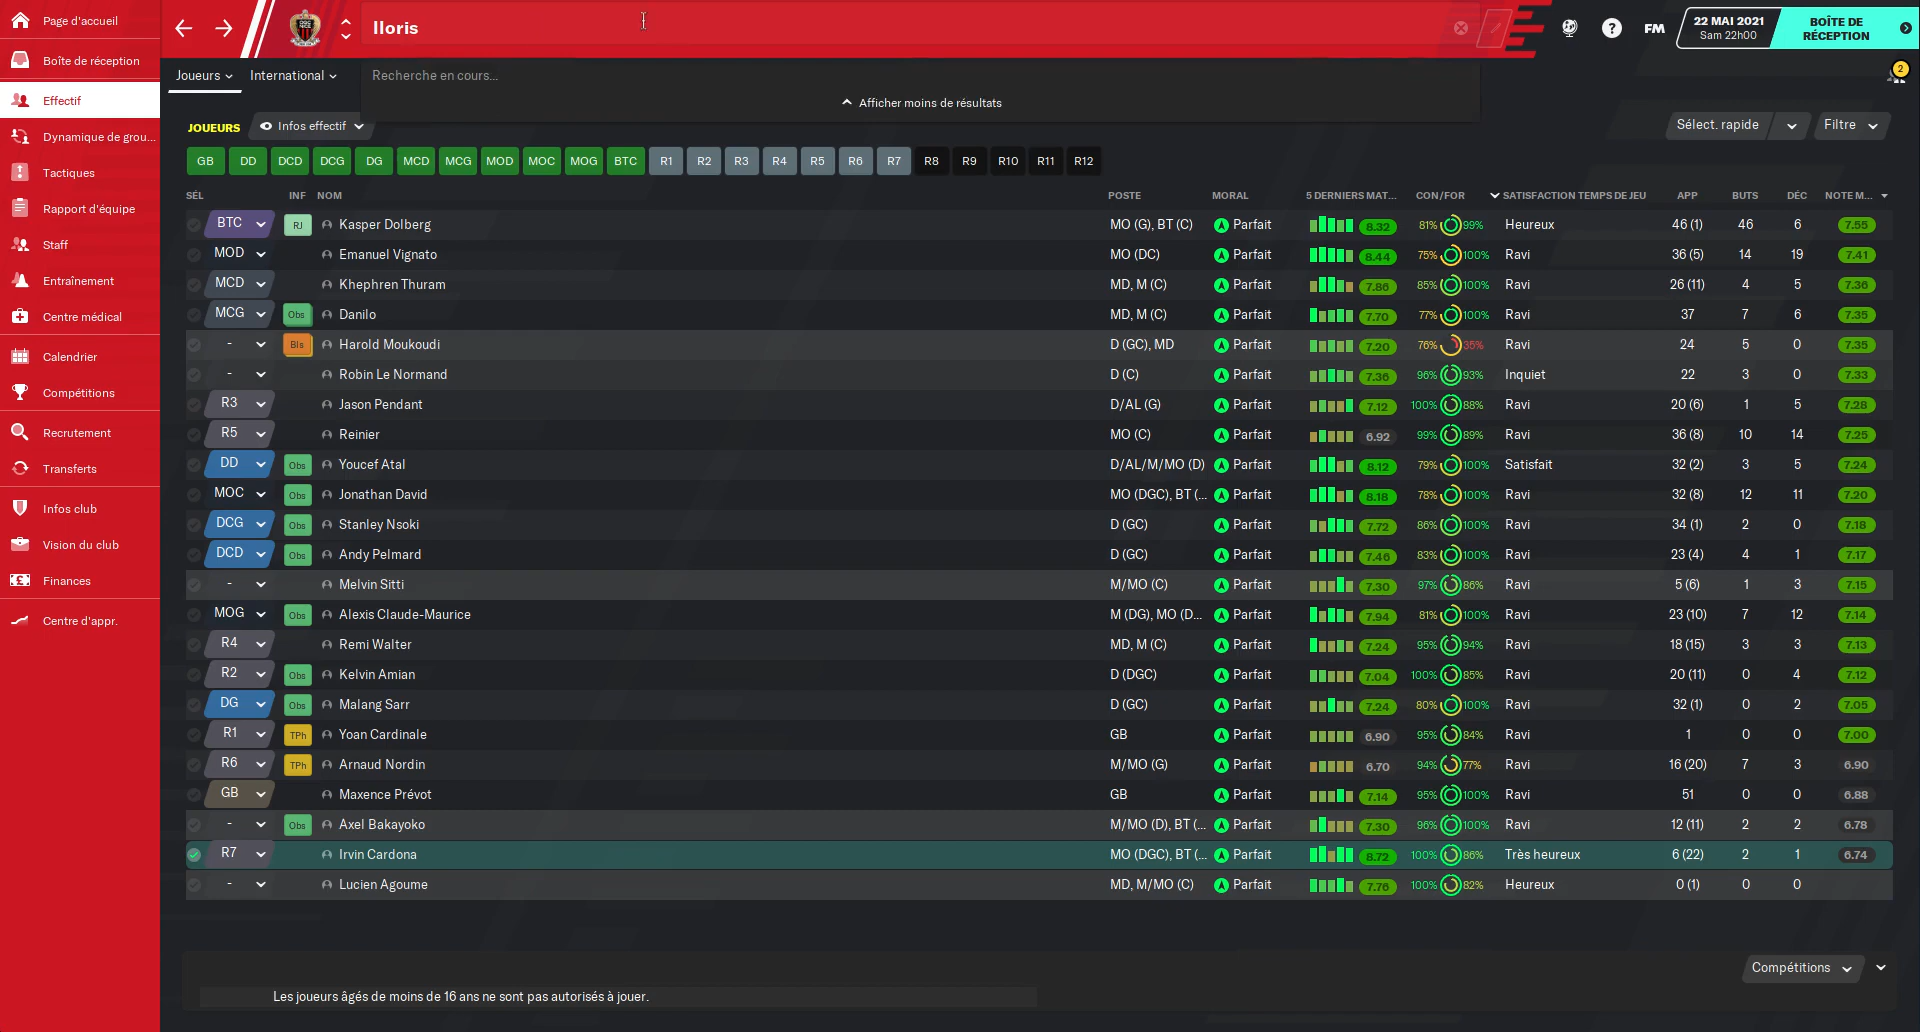 Page d'accueil
lloris
FM
22 MAI 2021
Sam 22h00
BOÎTE DE RÉCEPTION
2
Boîte de réception
Effectif
Dynamique de grou...
Tactiques
Rapport d'équipe
Staff
Entraînement
Centre médical
Calendrier
Compétitions
Recrutement
Transferts
Infos club
Vision du club
Finances
Centre d'appr.
Joueurs International Recherche en cours...
Afficher moins de résultats
JOUEURS Infos effectif Sélect. rapide Filtre
GB DD DCD DCG DG MCD MCG MOD MOC MOG BTC R1 R2 R3 R4 R5 R6 R7 R8 R9 R10 R11 R12
SÉL INF NOM POSTE MORAL 5 DERNIERS MAT... CON/FOR SATISFACTION TEMPS DE JEU APP BUTS DÉC NOTE M...
BTC RJ Kasper Dolberg MO (G), BT (C) Parfait 8.32 81% 99% Heureux 46 (1) 46 6 7.55
MOD Emanuel Vignato MO (DC) Parfait 8.44 75% 100% Ravi 36 (5) 14 19 7.41
MCD Khephren Thuram MD, M (C) Parfait 7.86 85% 100% Ravi 26 (11) 4 5 7.36
MCG Obs Danilo MD, M (C) Parfait 7.70 77% 100% Ravi 37 7 6 7.35
- Bls Harold Moukoudi D (GC), MD Parfait 7.20 76% 35% Ravi 24 5 0 7.35
- Robin Le Normand D (C) Parfait 7.36 96% 93% Inquiet 22 3 0 7.33
R3 Jason Pendant D/AL (G) Parfait 7.12 100% 88% Ravi 20 (6) 1 5 7.28
R5 Reinier MO (C) Parfait 6.92 99% 89% Ravi 36 (8) 10 14 7.25
DD Obs Youcef Atal D/AL/M/MO (D) Parfait 8.12 79% 100% Satisfait 32 (2) 3 5 7.24
MOC Obs Jonathan David MO (DGC), BT (... Parfait 8.18 78% 100% Ravi 32 (8) 12 11 7.20
DCG Obs Stanley Nsoki D (GC) Parfait 7.72 86% 100% Ravi 34 (1) 2 0 7.18
DCD Obs Andy Pelmard D (GC) Parfait 7.46 83% 100% Ravi 23 (4) 4 1 7.17
- Melvin Sitti M/MO (C) Parfait 7.30 97% 86% Ravi 5 (6) 1 3 7.15
MOG Obs Alexis Claude-Maurice M (DG), MO (D... Parfait 7.94 81% 100% Ravi 23 (10) 7 12 7.14
R4 Remi Walter MD, M (C) Parfait 7.24 95% 94% Ravi 18 (15) 3 3 7.13
R2 Obs Kelvin Amian D (DGC) Parfait 7.04 100% 85% Ravi 20 (11) 0 4 7.12
DG Obs Malang Sarr D (GC) Parfait 7.24 80% 100% Ravi 32 (1) 0 2 7.05
R1 TPh Yoan Cardinale GB Parfait 6.90 95% 84% Ravi 1 0 0 7.00
R6 TPh Arnaud Nordin M/MO (G) Parfait 6.70 94% 77% Ravi 16 (20) 7 3 6.90
GB Maxence Prévot GB Parfait 7.14 95% 100% Ravi 51 0 0 6.88
- Obs Axel Bakayoko M/MO (D), BT (... Parfait 7.30 96% 100% Ravi 12 (11) 2 2 6.78
R7 Irvin Cardona MO (DGC), BT (... Parfait 8.72 100% 86% Très heureux 6 (22) 2 1 6.74
- Lucien Agoume MD, M/MO (C) Parfait 7.76 100% 82% Heureux 0 (1) 0 0
Compétitions
Les joueurs âgés de moins de 16 ans ne sont pas autorisés à jouer.